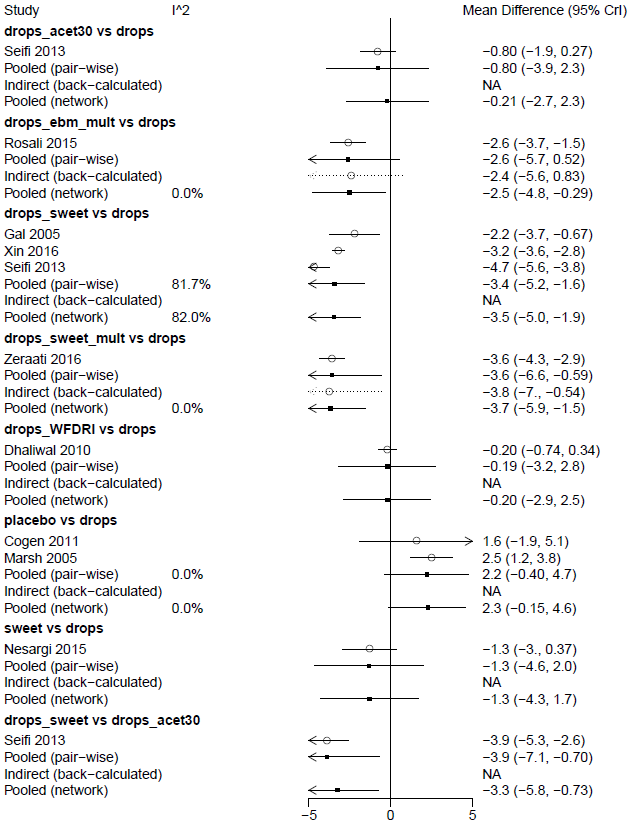 Study I^2 Mean Difference (95% CrI)
drops_acet30 vs drops
Seifi 2013 −0.80 (−1.9, 0.27)
Pooled (pair−wise) −0.80 (−3.9, 2.3)
Indirect (back−calculated) NA
Pooled (network) −0.21 (−2.7, 2.3)
drops_ebm_mult vs drops
Rosali 2015 −2.6 (−3.7, −1.5)
Pooled (pair−wise) −2.6 (−5.7, 0.52)
Indirect (back−calculated) −2.4 (−5.6, 0.83)
Pooled (network) 0.0% −2.5 (−4.8, −0.29)
drops_sweet vs drops
Gal 2005 −2.2 (−3.7, −0.67)
Xin 2016 −3.2 (−3.6, −2.8)
Seifi 2013 −4.7 (−5.6, −3.8)
Pooled (pair−wise) 81.7% −3.4 (−5.2, −1.6)
Indirect (back−calculated) NA
Pooled (network) 82.0% −3.5 (−5.0, −1.9)
drops_sweet_mult vs drops
Zeraati 2016 −3.6 (−4.3, −2.9)
Pooled (pair−wise) −3.6 (−6.6, −0.59)
Indirect (back−calculated) −3.8 (−7., −0.54)
Pooled (network) 0.0% −3.7 (−5.9, −1.5)
drops_WFDRI vs drops
Dhaliwal 2010 −0.20 (−0.74, 0.34)
Pooled (pair−wise) −0.19 (−3.2, 2.8)
Indirect (back−calculated) NA
Pooled (network) −0.20 (−2.9, 2.5)
placebo vs drops
Cogen 2011 1.6 (−1.9, 5.1)
Marsh 2005 2.5 (1.2, 3.8)
Pooled (pair−wise) 0.0% 2.2 (−0.40, 4.7)
Indirect (back−calculated) NA
Pooled (network) 0.0% 2.3 (−0.15, 4.6)
sweet vs drops
Nesargi 2015 −1.3 (−3., 0.37)
Pooled (pair−wise) −1.3 (−4.6, 2.0)
Indirect (back−calculated) NA
Pooled (network) −1.3 (−4.3, 1.7)
drops_sweet vs drops_acet30
Seifi 2013 −3.9 (−5.3, −2.6)
Pooled (pair−wise) −3.9 (−7.1, −0.70)
Indirect (back−calculated) NA
Pooled (network) −3.3 (−5.8, −0.73)
−5 0 5